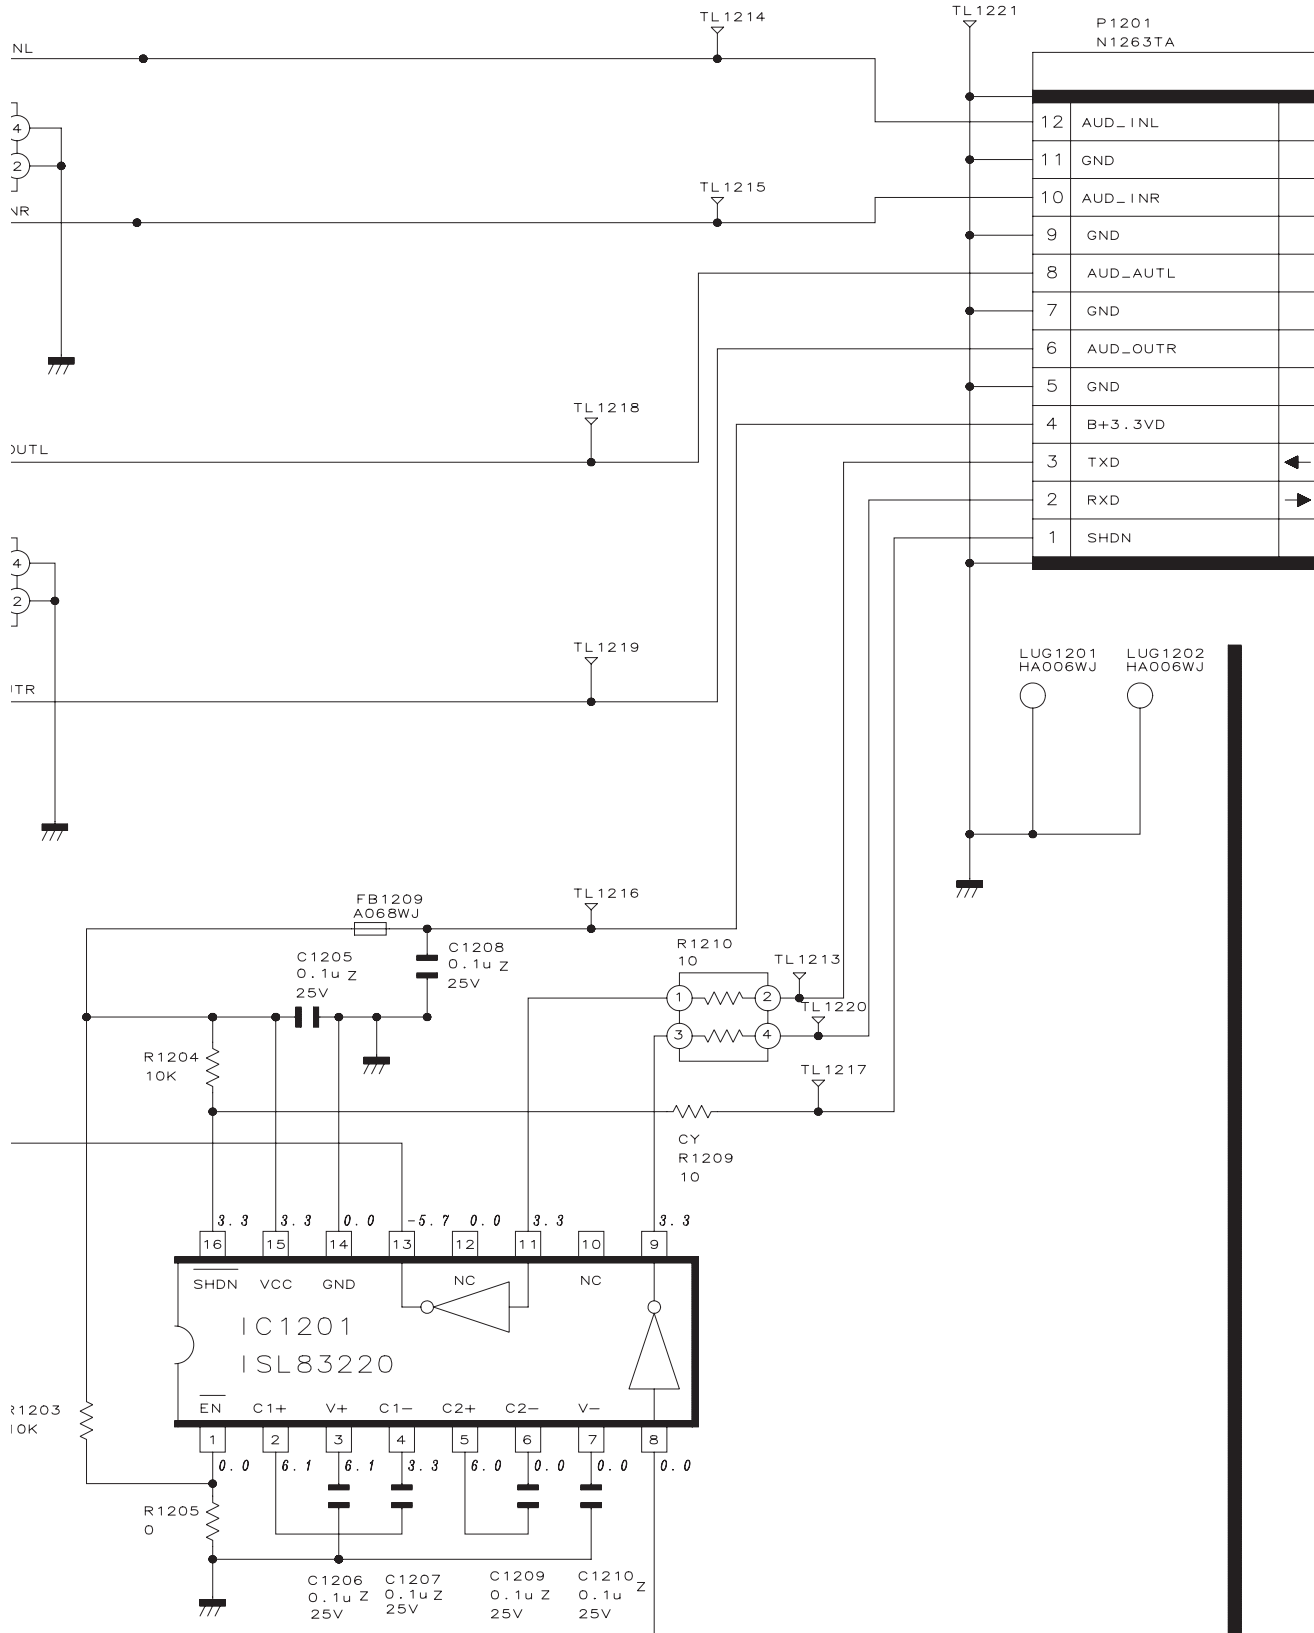 TL1214
TL1221
P1201
N1263TA
NL
12 AUD_INL
11 GND
4
2
TL1215
10 AUD_INR
NR
9 GND
8 AUD_AUTL
7 GND
6 AUD_OUTR
5 GND
TL1218
4 B+3.3VD
OUTL
3 TXD
2 RXD
1 SHDN
4
2
TL1219
LUG1201
HA006WJ
LUG1202
HA006WJ
TR
FB1209
A068WJ
TL1216
C1205
0.1u Z
25V
C1208
0.1u Z
25V
R1210
10
TL1213
1 2
TL1220
3 4
R1204
10K
TL1217
CY
R1209
10
3.3 3.3 0.0 -5.7 0.0 3.3 3.3
16 15 14 13 12 11 10 9
SHDN VCC GND NC NC
IC1201
ISL83220
EN C1+ V+ C1- C2+ C2- V-
R1203
10K
1 2 3 4 5 6 7 8
0.0 6.1 6.1 3.3 6.0 0.0 0.0 0.0
R1205
0
C1206
0.1u Z
25V
C1207
0.1u Z
25V
C1209
0.1u Z
25V
C1210
0.1u Z
25V